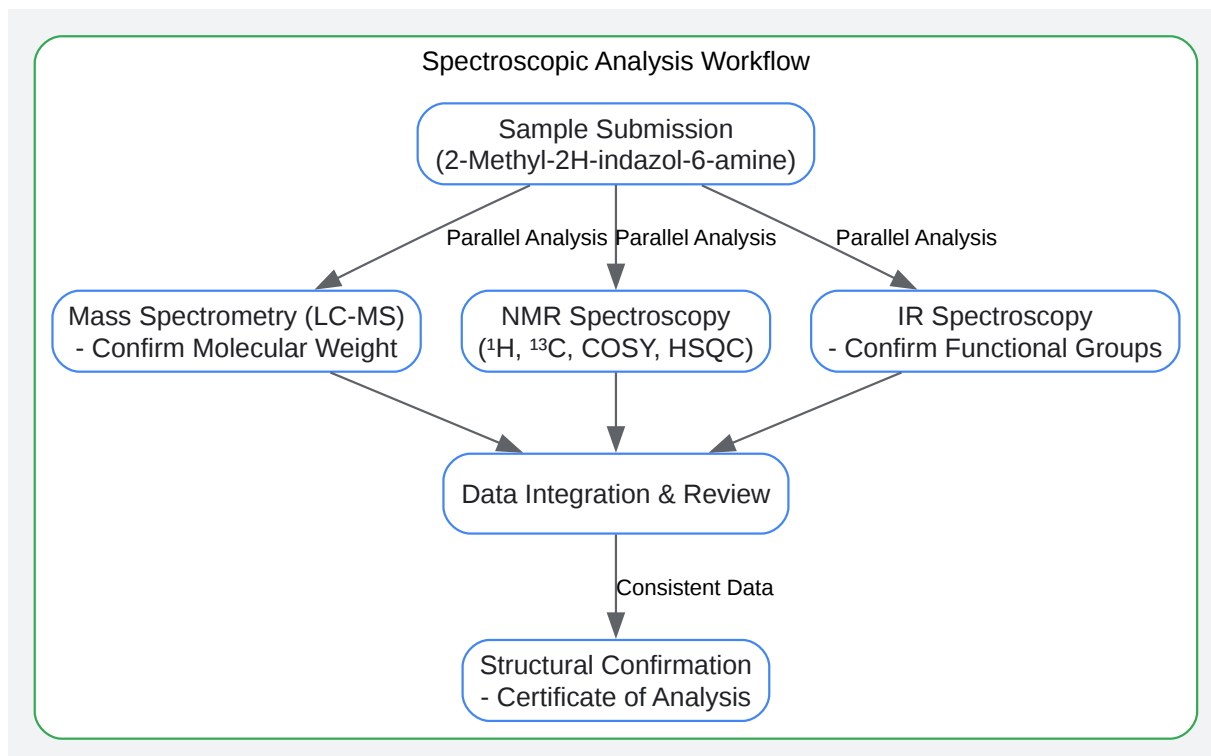 Spectroscopic Analysis Workflow
Sample Submission
(2-Methyl-2H-indazol-6-amine)
Parallel Analysis
Parallel Analysis
Parallel Analysis
Mass Spectrometry (LC-MS)
- Confirm Molecular Weight
NMR Spectroscopy
(¹H, ¹³C, COSY, HSQC)
IR Spectroscopy
- Confirm Functional Groups
Data Integration & Review
Consistent Data
Structural Confirmation
- Certificate of Analysis